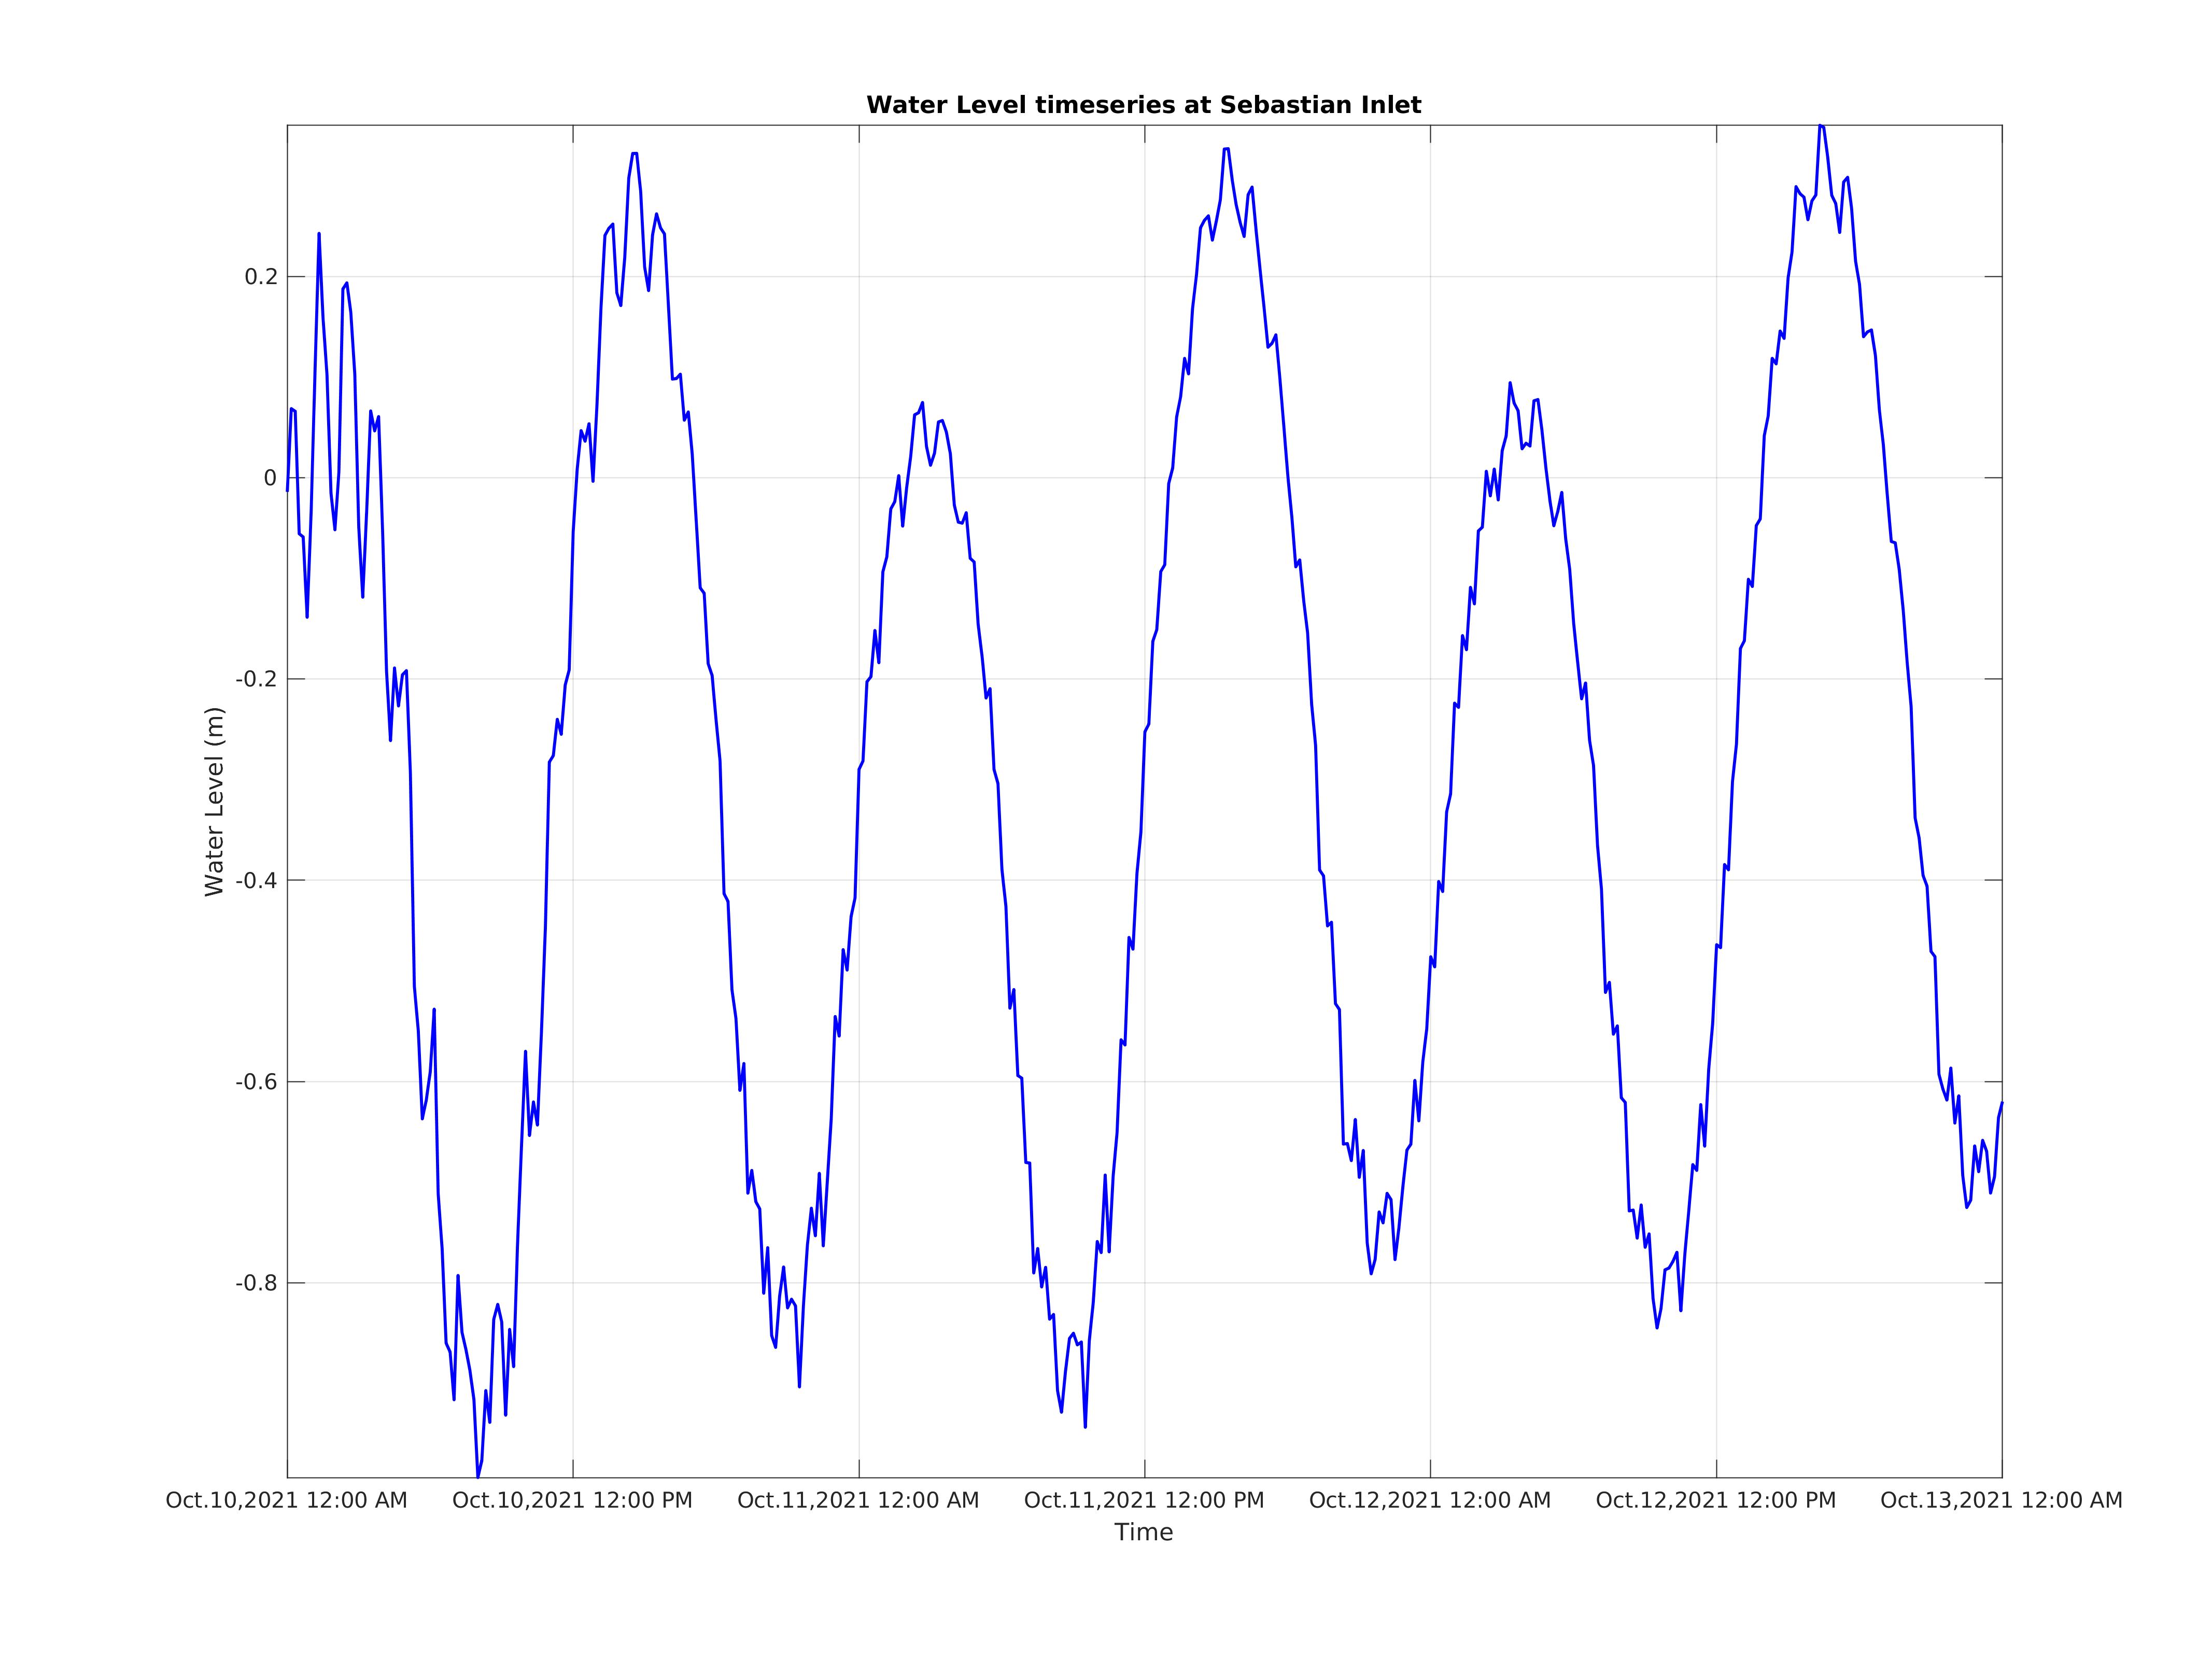 Water Level timeseries at Sebastian Inlet
0.2
0
-0.2
-0.4
-0.6
-0.8
Water Level (m)
Oct.10,2021 12:00 AM
Oct.10,2021 12:00 PM
Oct.11,2021 12:00 AM
Oct.11,2021 12:00 PM
Oct.12,2021 12:00 AM
Oct.12,2021 12:00 PM
Oct.13,2021 12:00 AM
Time